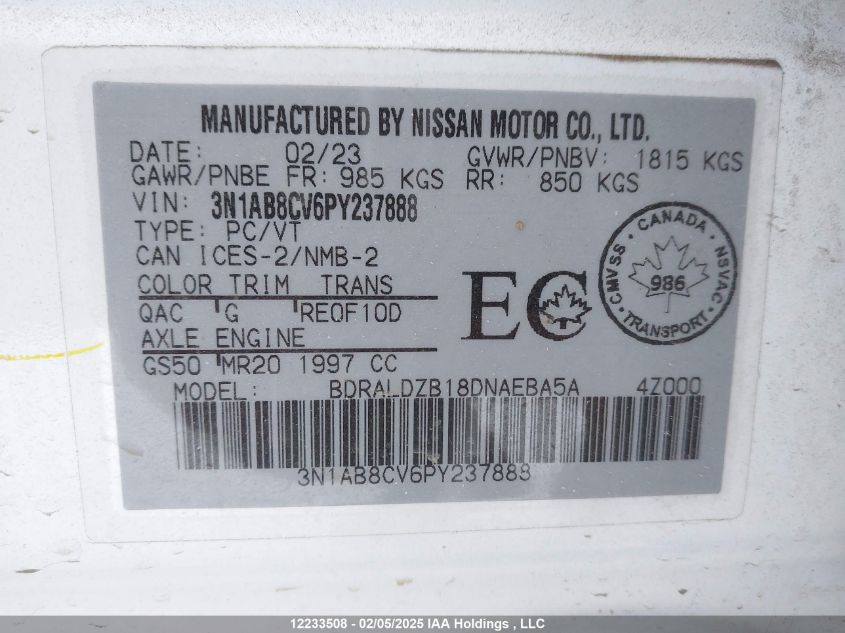 MANUFACTURED BY NISSAN MOTOR CO., LTD.
DATE: 02/23 GVWR/PNBV: 1815 KGS
GAWR/PNBE FR: 985 KGS RR: 850 KGS
VIN: 3N1AB8CV6PY237888
TYPE: PC/VT
CAN ICES-2/NMB-2
COLOR TRIM TRANS
QAC G RE0F10D
AXLE ENGINE
GS50 MR20 1997 CC
EC
CANADA
CMVSS NSVAC
986
TRANSPORT
MODEL: BDRALDZB18DNAEBA5A 4Z000
3N1AB8CV6PY237888
12233508 - 02/05/2025 IAA Holdings , LLC